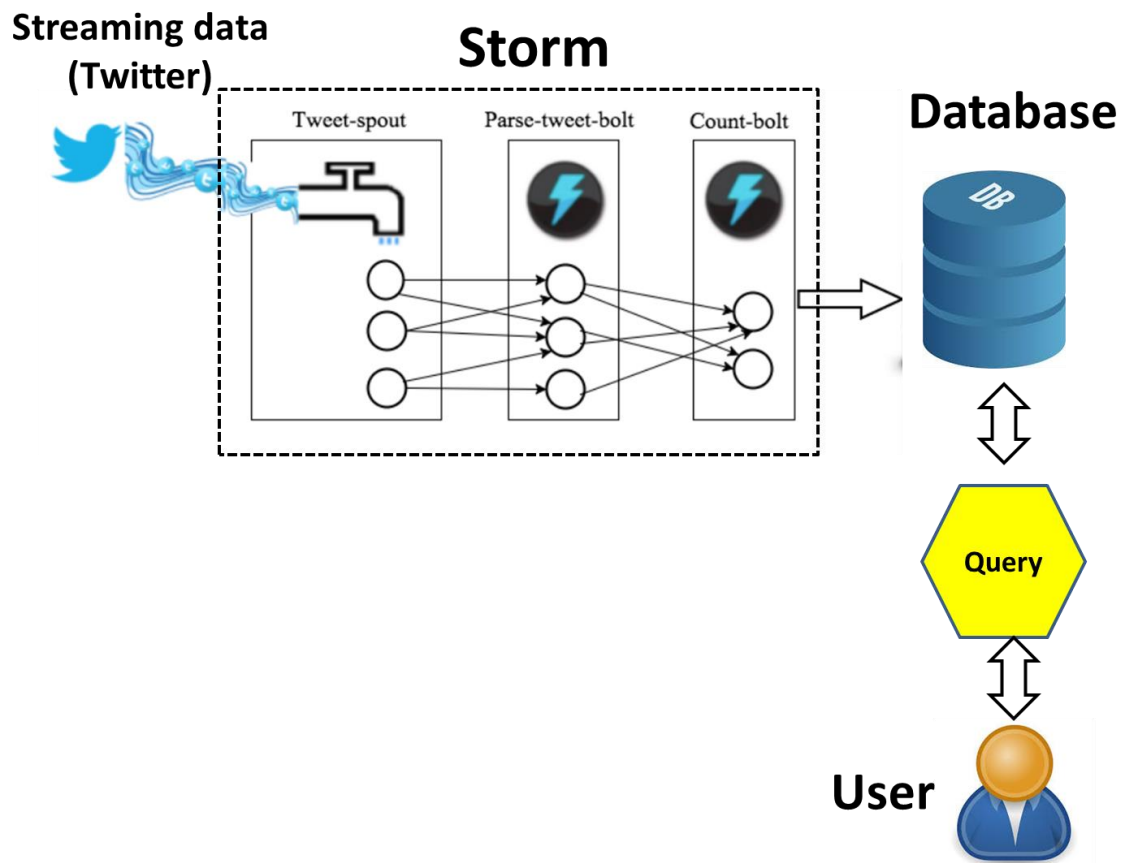 Streaming data
(Twitter)
Storm
Tweet-spout
Parse-tweet-bolt
Count-bolt
Database
DB
Query
User